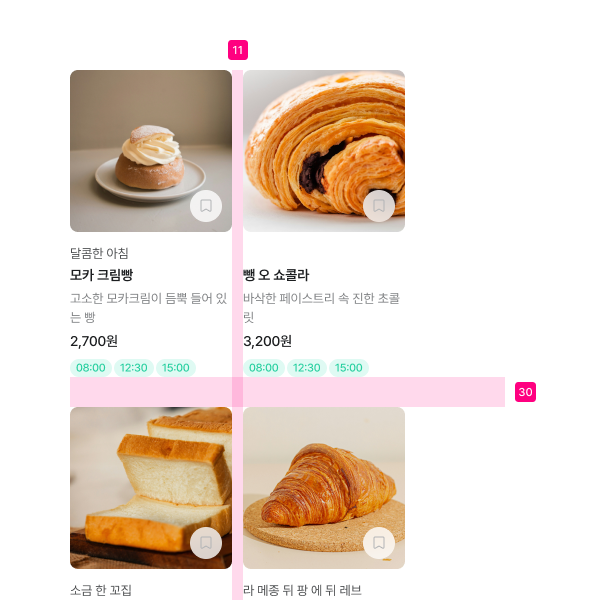 11
달콤한 아침
모카 크림빵
고소한 모카크림이 듬뿍 들어 있
는 빵
2,700원
08:00 12:30 15:00
뺑 오 쇼콜라
바삭한 페이스트리 속 진한 초콜
릿
3,200원
08:00 12:30 15:00
30
소금 한 꼬집
라 메종 뒤 팡 에 뒤 레브